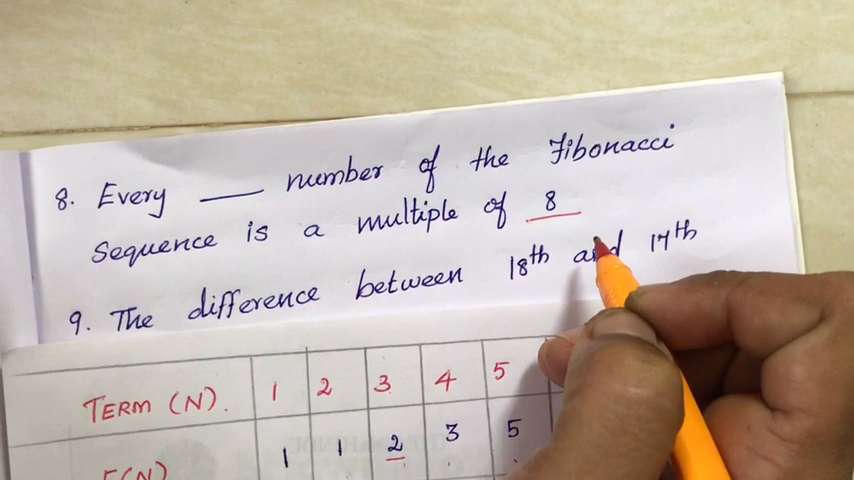 8. Every ___ number of the Fibonacci
Sequence is a multiple of 8
9. The difference between 18th and 17th
TERM (N). 1 2 3 4 5
F(N) 1 1 2 3 5